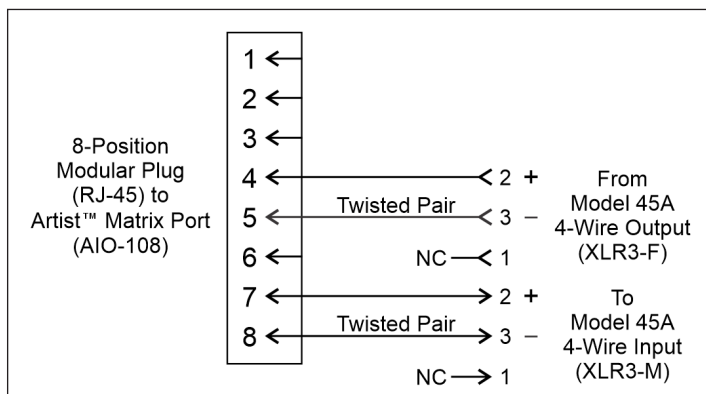 8-Position
Modular Plug
(RJ-45) to
Artist™ Matrix Port
(AIO-108)
1
2
3
4
5
6
7
8
Twisted Pair
Twisted Pair
2 +
3 –
NC 1
2 +
3 –
NC 1
From
Model 45A
4-Wire Output
(XLR3-F)
To
Model 45A
4-Wire Input
(XLR3-M)